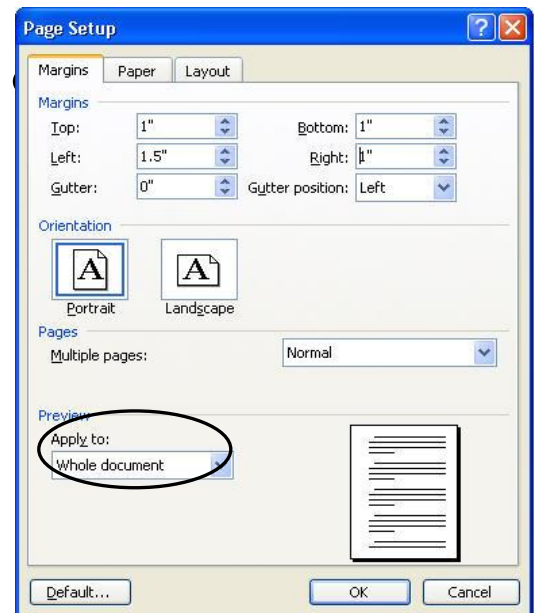 Page Setup
Margins Paper Layout
Margins
Top: 1" Bottom: 1"
Left: 1.5" Right: 1"
Gutter: 0" Gutter position: Left
Orientation
A A
Portrait Landscape
Pages
Multiple pages: Normal
Preview
Apply to:
Whole document
Default... OK Cancel